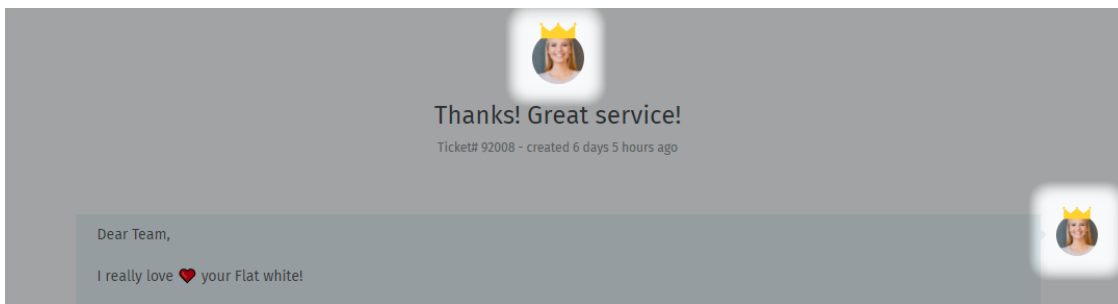 Thanks! Great service!
Ticket# 92008 - created 6 days 5 hours ago
Dear Team,
I really love ❤ your Flat white!